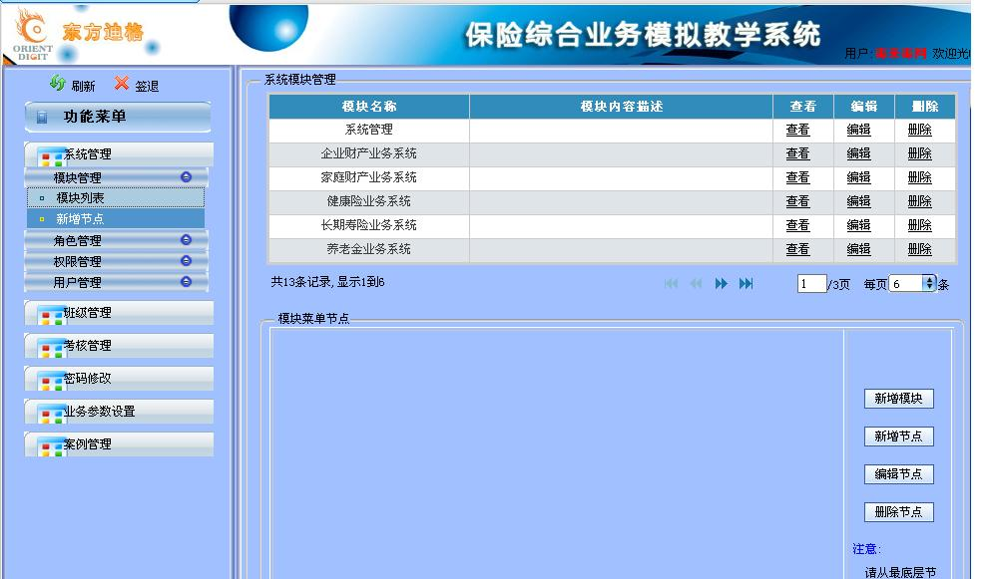 东方迪格
ORIENT
DIGIT
保险综合业务模拟教学系统
用户:
欢迎光
刷新 签退
功能菜单
系统管理
模块管理
模块列表
新增节点
角色管理
权限管理
用户管理
班级管理
考核管理
密码修改
业务参数设置
案例管理
系统模块管理
模块名称 模块内容描述 查看 编辑 删除
系统管理 查看 编辑 删除
企业财产业务系统 查看 编辑 删除
家庭财产业务系统 查看 编辑 删除
健康险业务系统 查看 编辑 删除
长期寿险业务系统 查看 编辑 删除
养老金业务系统 查看 编辑 删除
共13条记录, 显示1到6 1 /3页 每页 6 条
模块菜单节点
新增模块
新增节点
编辑节点
删除节点
注意:
请从最底层节